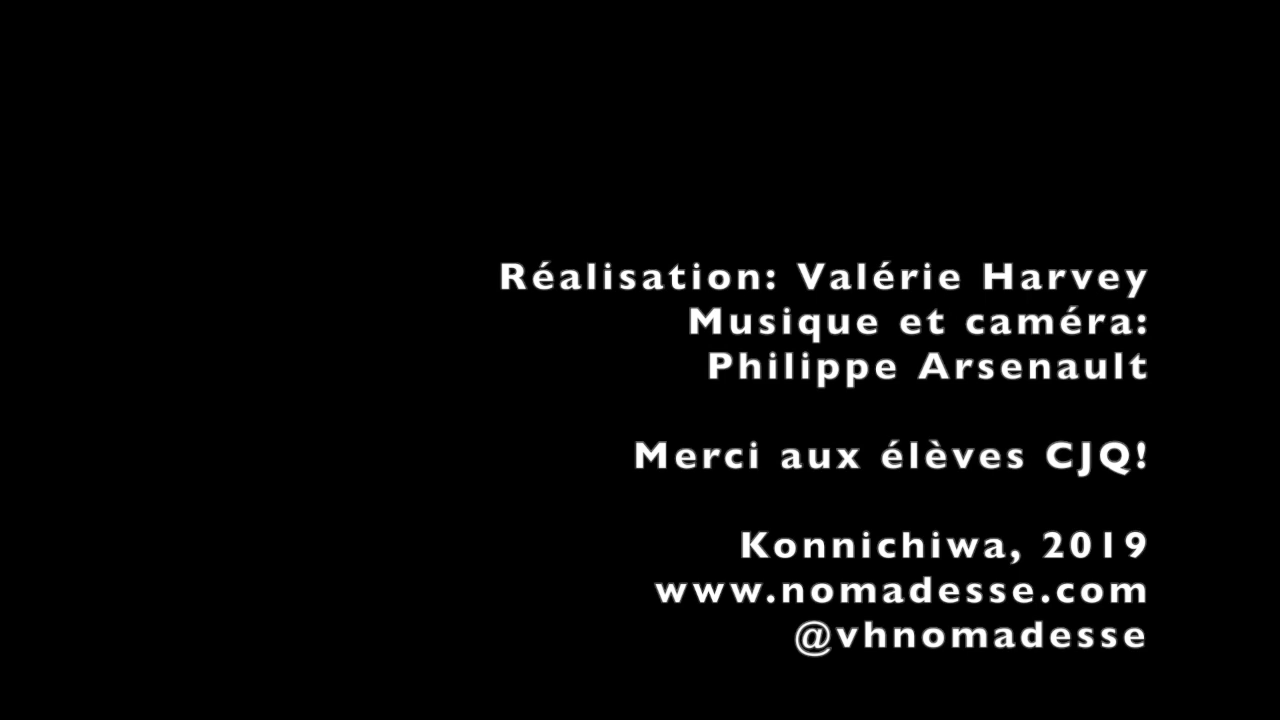 Réalisation: Valérie Harvey
Musique et caméra:
Philippe Arsenault
Merci aux élèves CJQ!
Konnichiwa, 2019
www.nomadesse.com
@vhnomadesse